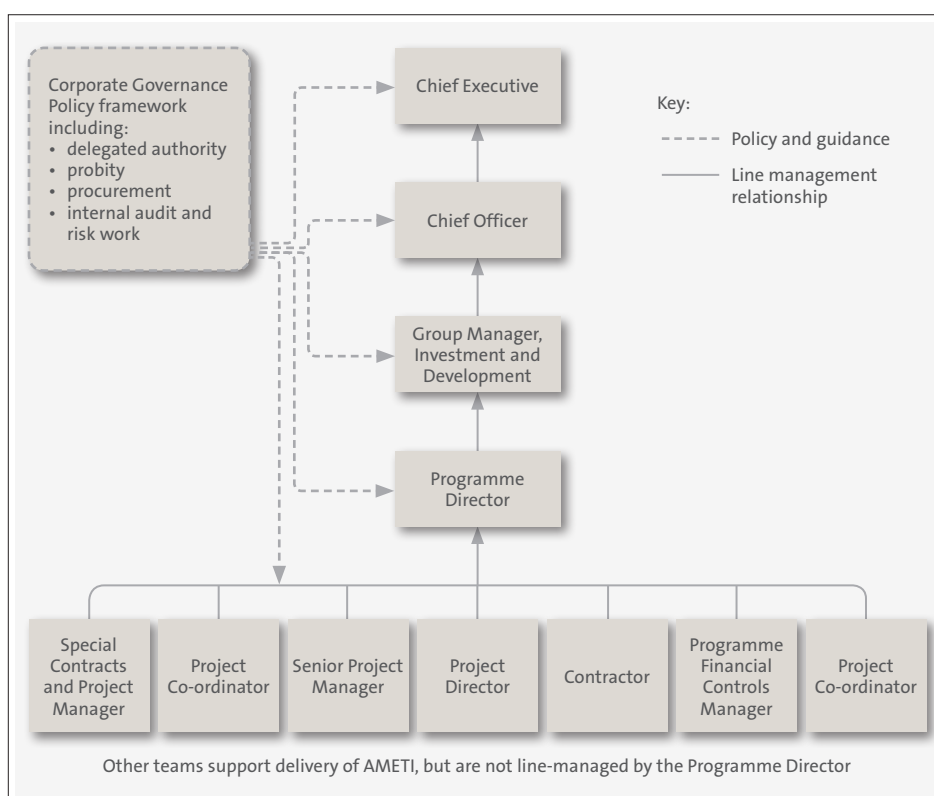 Corporate Governance
Policy framework
including:
• delegated authority
• probity
• procurement
• internal audit and
risk work
Chief Executive
Key:
Policy and guidance
Line management
relationship
Chief Officer
Group Manager,
Investment and
Development
Programme
Director
Special
Contracts
and Project
Manager
Project
Co-ordinator
Senior Project
Manager
Project
Director
Contractor
Programme
Financial
Controls
Manager
Project
Co-ordinator
Other teams support delivery of AMETI, but are not line-managed by the Programme Director